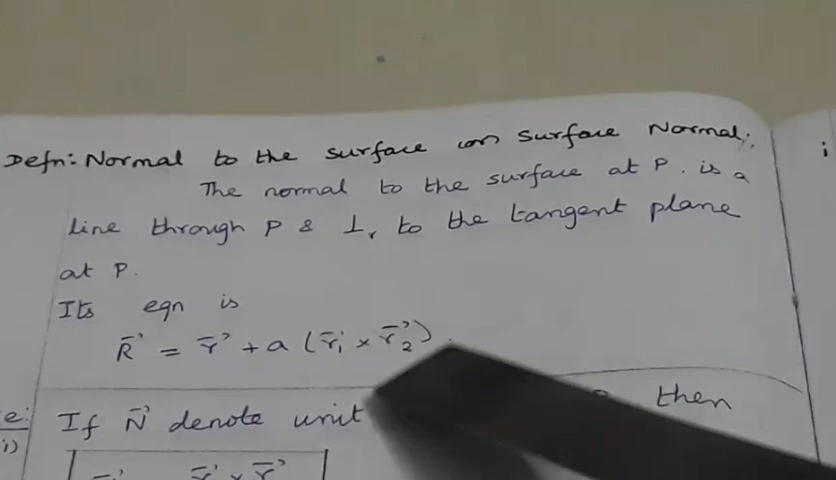 Defn: Normal to the surface (or) surface Normal.
The normal to the surface at P. is a
line through P & ⊥r to the tangent plane
at P.
Its eqn is
R⃗ = r⃗ + a (r⃗₁ × r⃗₂).
e:
i)
If N⃗ denote unit then
r⃗ × r⃗